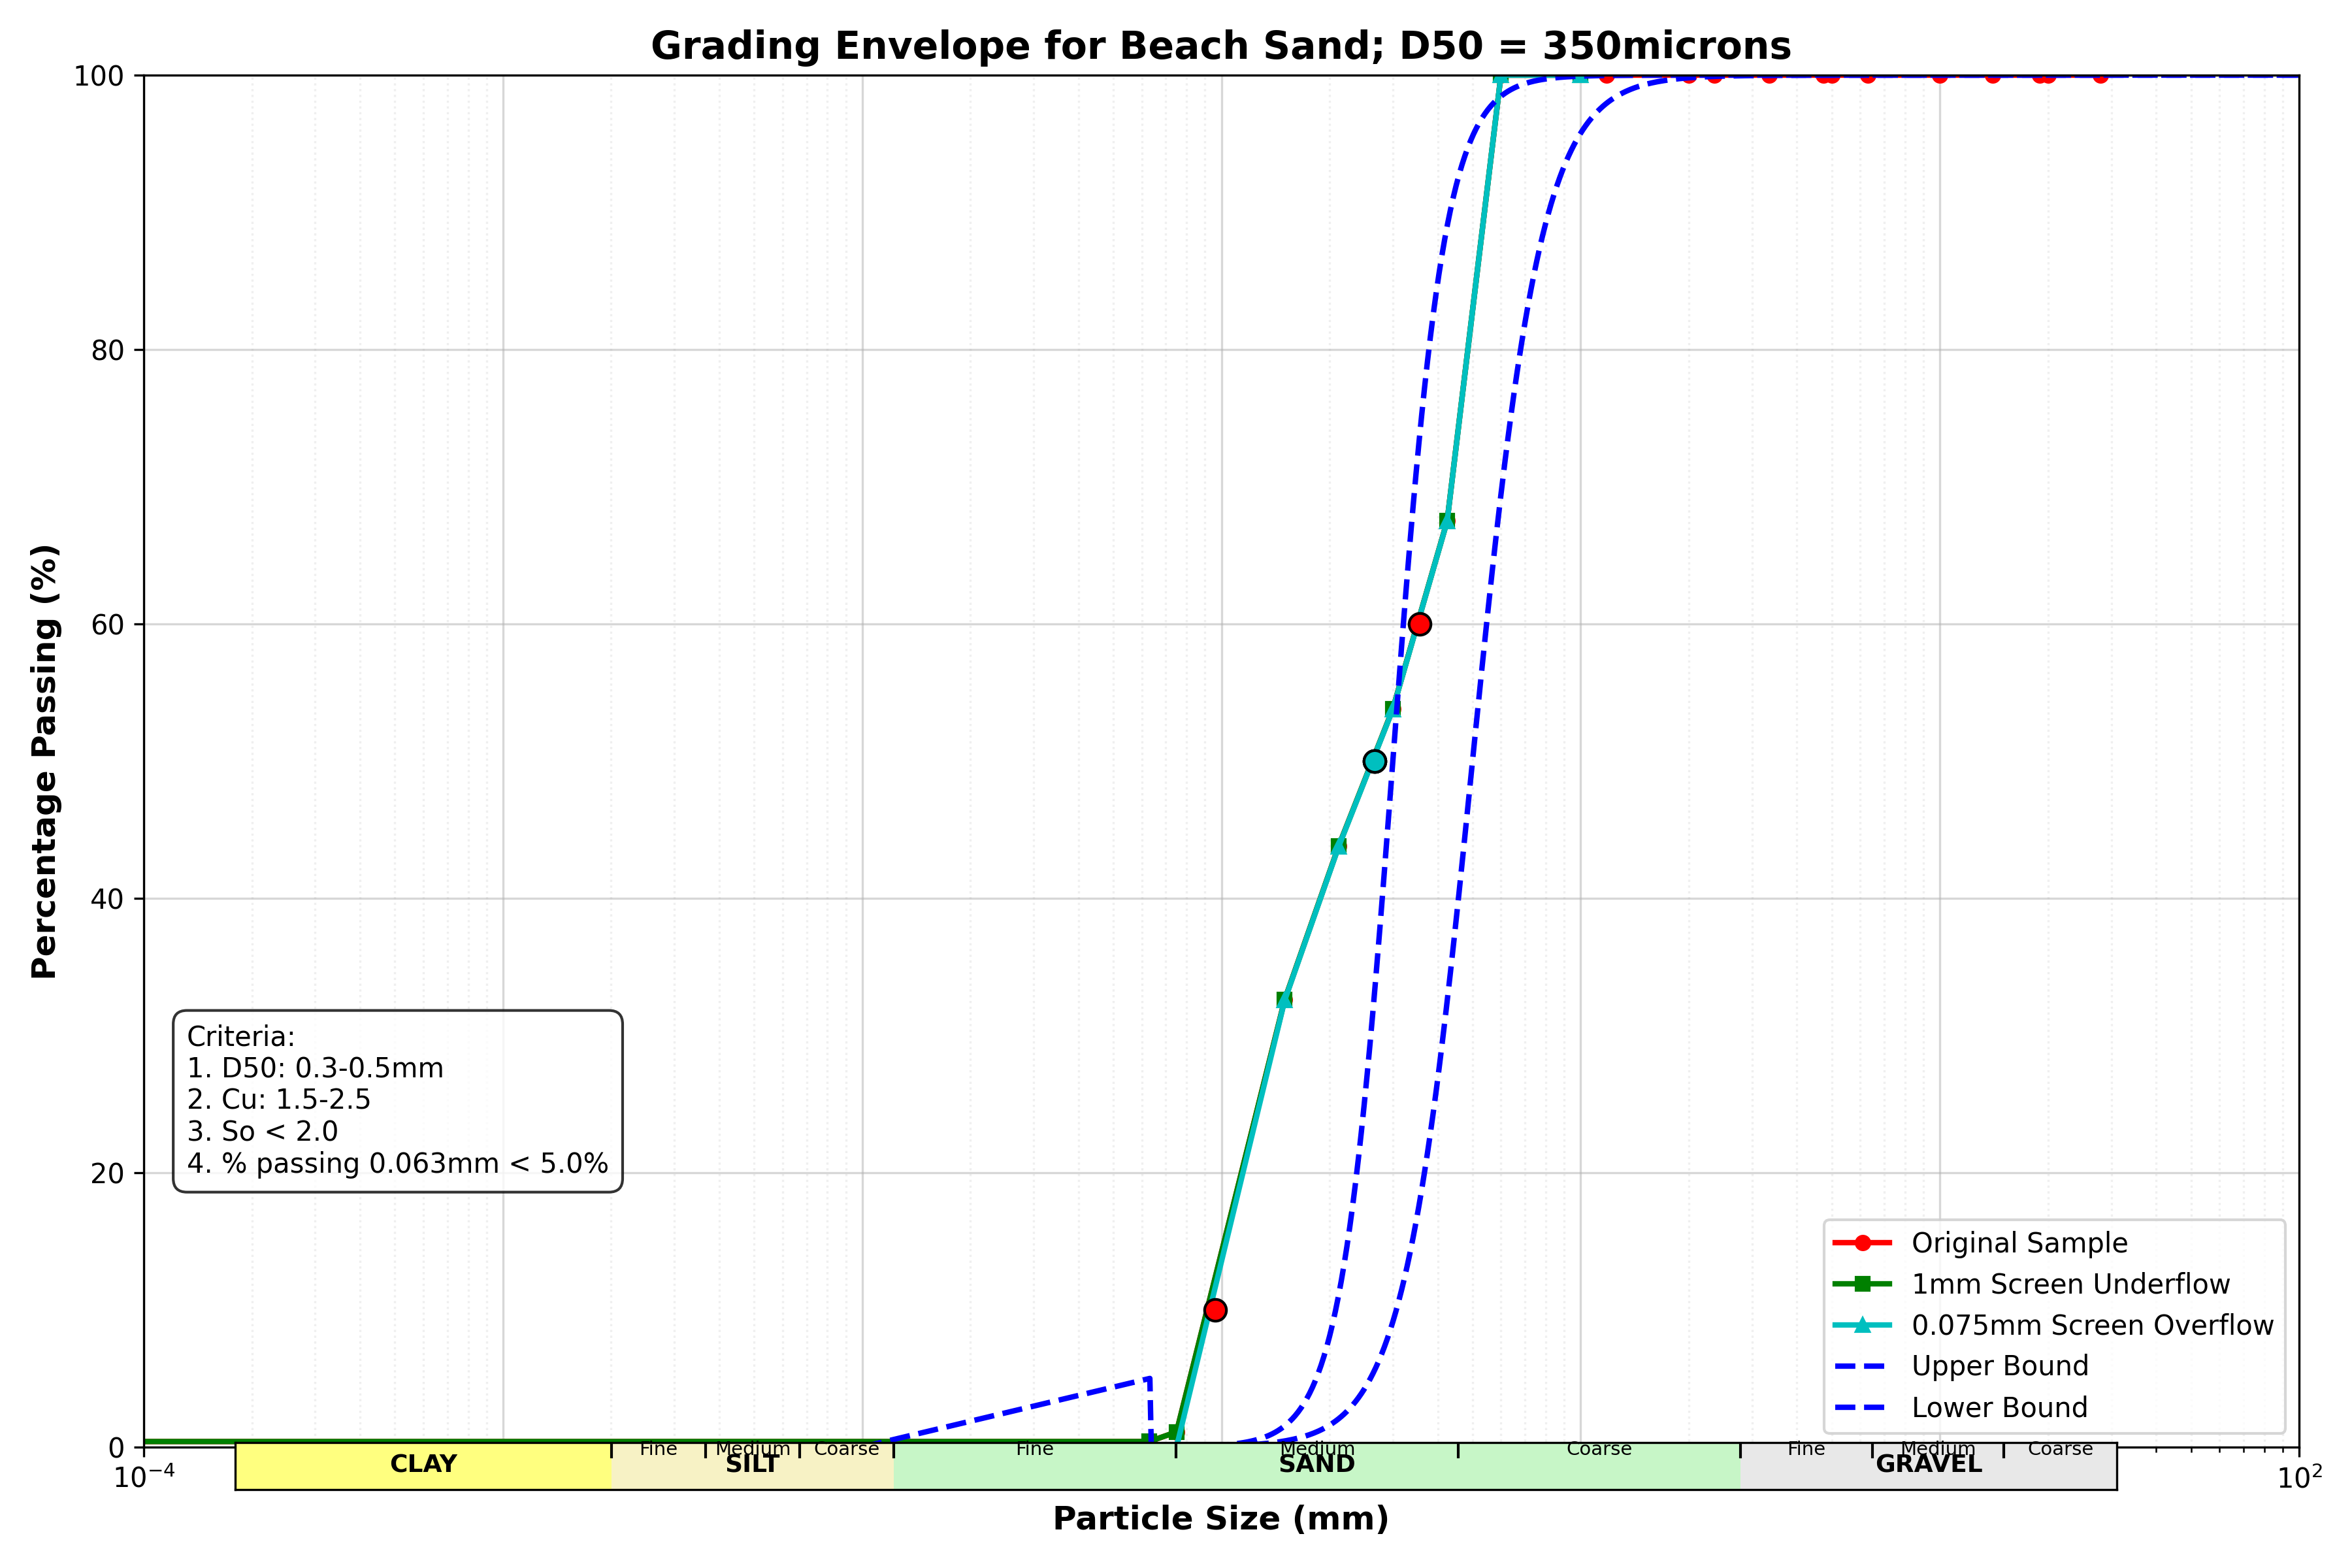 Grading Envelope for Beach Sand; D50 = 350microns
100
80
60
40
20
0
Percentage Passing (%)
Criteria:
1. D50: 0.3-0.5mm
2. Cu: 1.5-2.5
3. So < 2.0
4. % passing 0.063mm < 5.0%
Original Sample
1mm Screen Underflow
0.075mm Screen Overflow
Upper Bound
Lower Bound
Fine Medium Coarse Fine Medium Coarse Fine Medium Coarse
CLAY SILT SAND GRAVEL
10⁻⁴ 10²
Particle Size (mm)